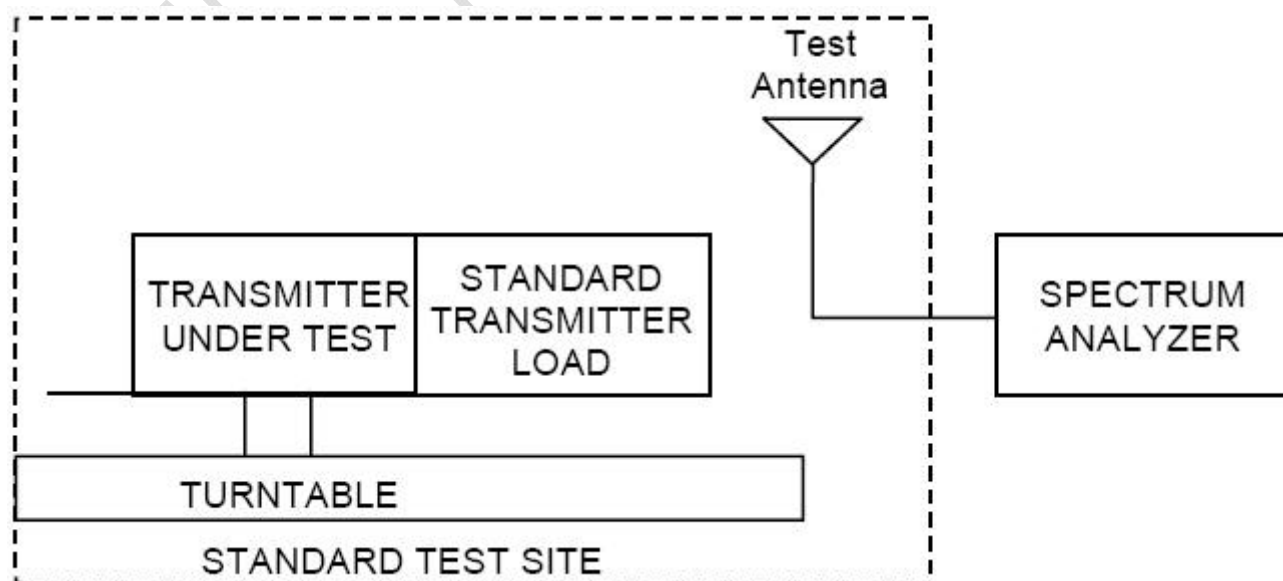 Test
Antenna
TRANSMITTER
UNDER TEST
STANDARD
TRANSMITTER
LOAD
SPECTRUM
ANALYZER
TURNTABLE
STANDARD TEST SITE